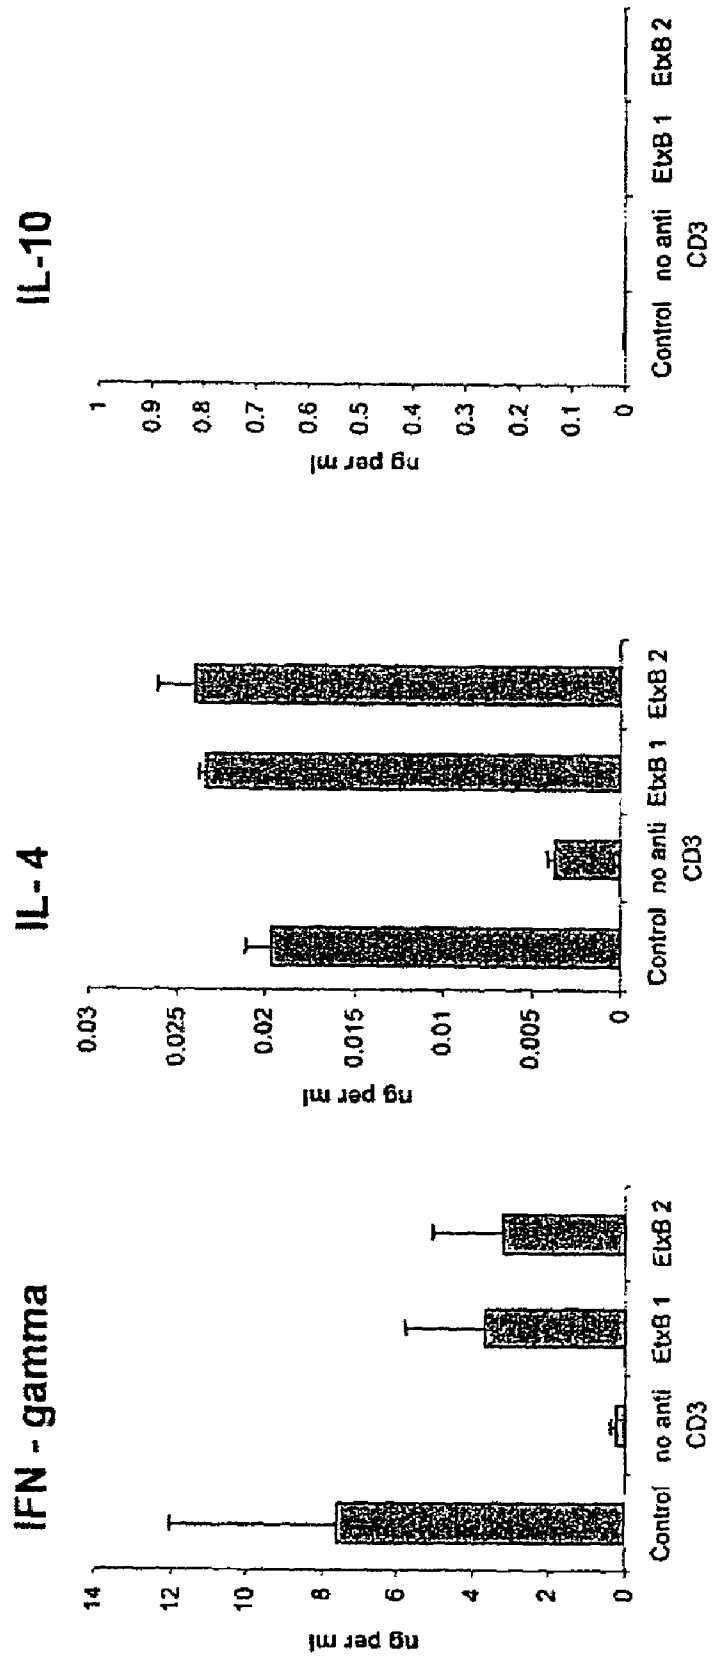 IFN - gamma
14
12
10
8
6
4
2
0
ng per ml
Control no anti EtxB 1 EtxB 2
CD3
IL- 4
0.03
0.025
0.02
0.015
0.01
0.005
0
ng per ml
Control no anti EtxB 1 EtxB 2
CD3
IL-10
1
0.9
0.8
0.7
0.6
0.5
0.4
0.3
0.2
0.1
0
ng per ml
Control no anti EtxB 1 EtxB 2
CD3